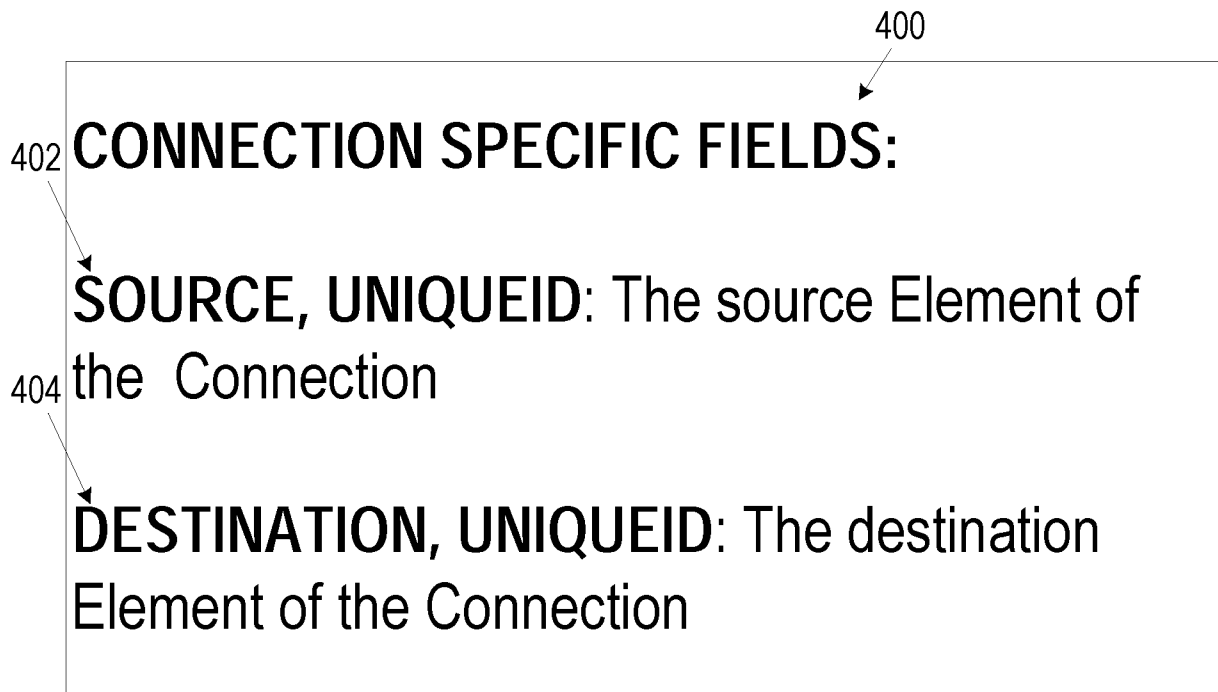 400
402 CONNECTION SPECIFIC FIELDS:
SOURCE, UNIQUEID: The source Element of
the Connection
404
DESTINATION, UNIQUEID: The destination
Element of the Connection